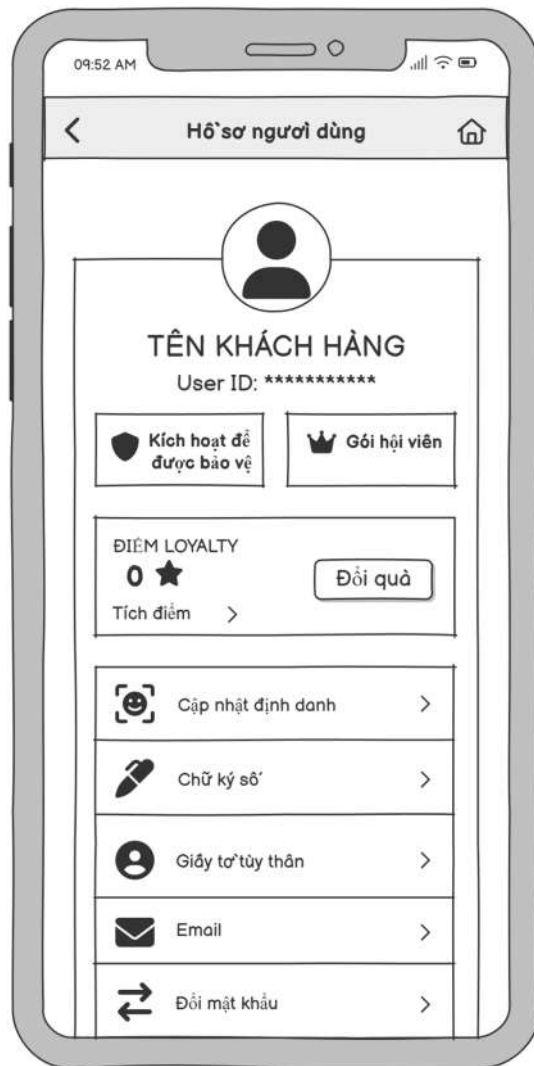 09:52 AM
Hồ sơ người dùng
TÊN KHÁCH HÀNG
User ID: ***********
Kích hoạt để
được bảo vệ
Gói hội viên
ĐIỂM LOYALTY
0
Đổi quà
Tích điểm
Cập nhật định danh
Chữ ký số
Giấy tờ tùy thân
Email
Đổi mật khẩu